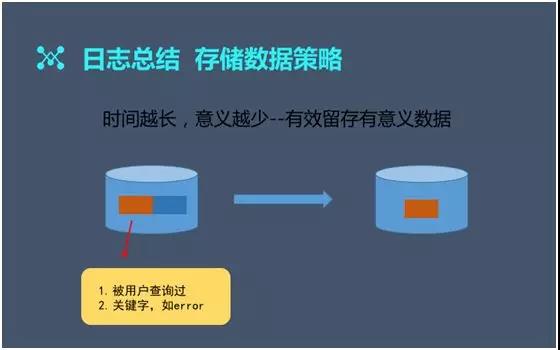 日志总结 存储数据策略
时间越长，意义越少--有效留存有意义数据
1. 被用户查询过
2. 关键字，如error